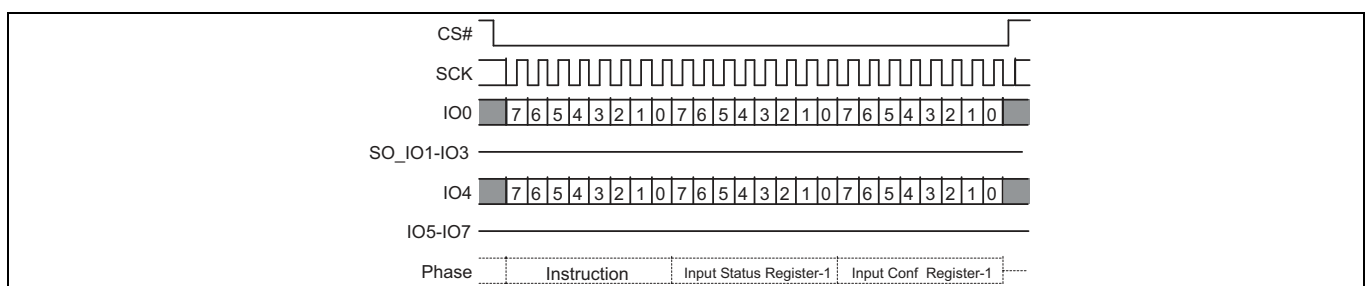 CS#
SCK
IO0 7 6 5 4 3 2 1 0 7 6 5 4 3 2 1 0 7 6 5 4 3 2 1 0
SO_IO1-IO3
IO4 7 6 5 4 3 2 1 0 7 6 5 4 3 2 1 0 7 6 5 4 3 2 1 0
IO5-IO7
Phase Instruction Input Status Register-1 Input Conf Register-1